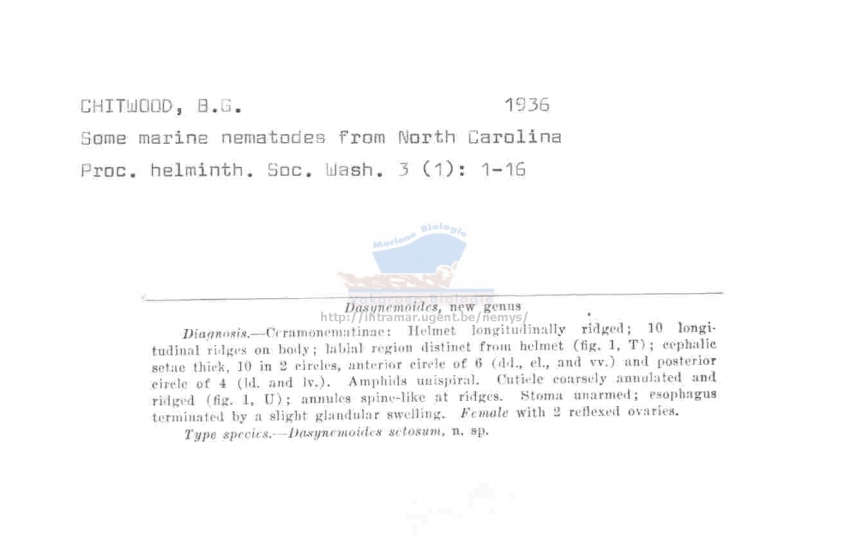 CHITWOOD, B.G. 1936
Some marine nematodes from North Carolina
Proc. helminth. Soc. Wash. 3 (1): 1-16
Mariene Biologie
Vakgroep Biologie
Dasynemoides, new genus
http://intramar.ugent.be/nemys/
Diagnosis.—Ceramonematinae: Helmet longitudinally ridged; 10 longi-
tudinal ridges on body; labial region distinct from helmet (fig. 1, T); cephalic
setae thick, 10 in 2 circles, anterior circle of 6 (dd., el., and vv.) and posterior
circle of 4 (ld. and lv.). Amphids unispiral. Cuticle coarsely annulated and
ridged (fig. 1, U); annules spine-like at ridges. Stoma unarmed; esophagus
terminated by a slight glandular swelling. Female with 2 reflexed ovaries.
Type species.—Dasynemoides setosum, n. sp.